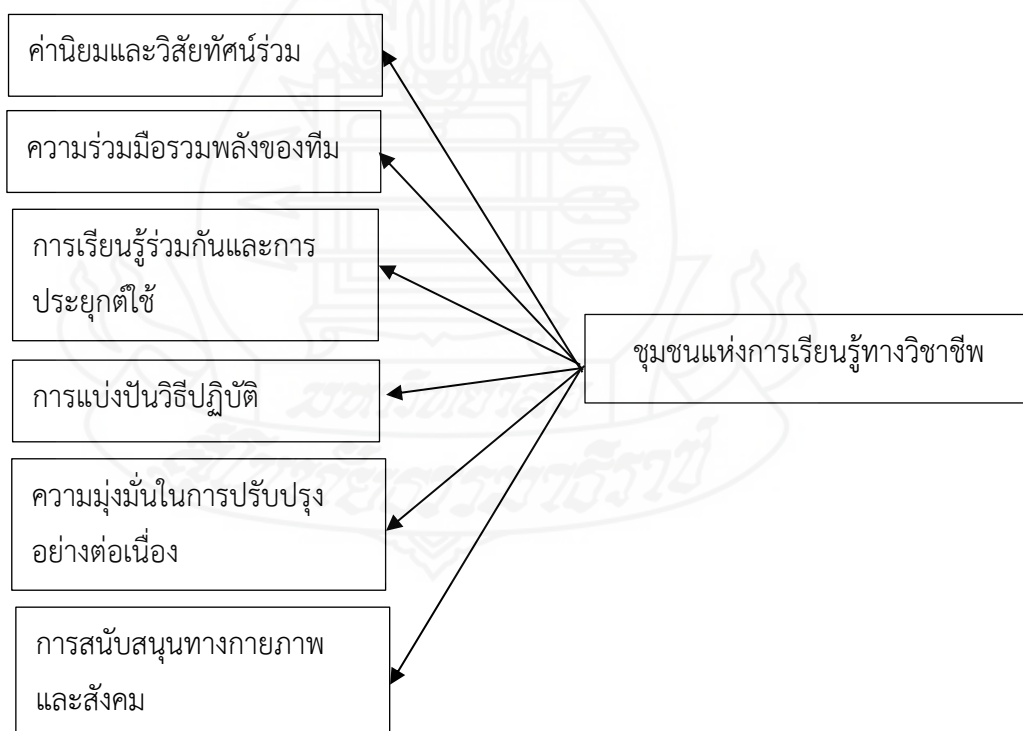 ค่านิยมและวิสัยทัศน์ร่วม
ความร่วมมือรวมพลังของทีม
การเรียนรู้ร่วมกันและการ
ประยุกต์ใช้
การแบ่งปันวิธีปฏิบัติ
ความมุ่งมั่นในการปรับปรุง
อย่างต่อเนื่อง
การสนับสนุนทางกายภาพ
และสังคม
ชุมชนแห่งการเรียนรู้ทางวิชาชีพ